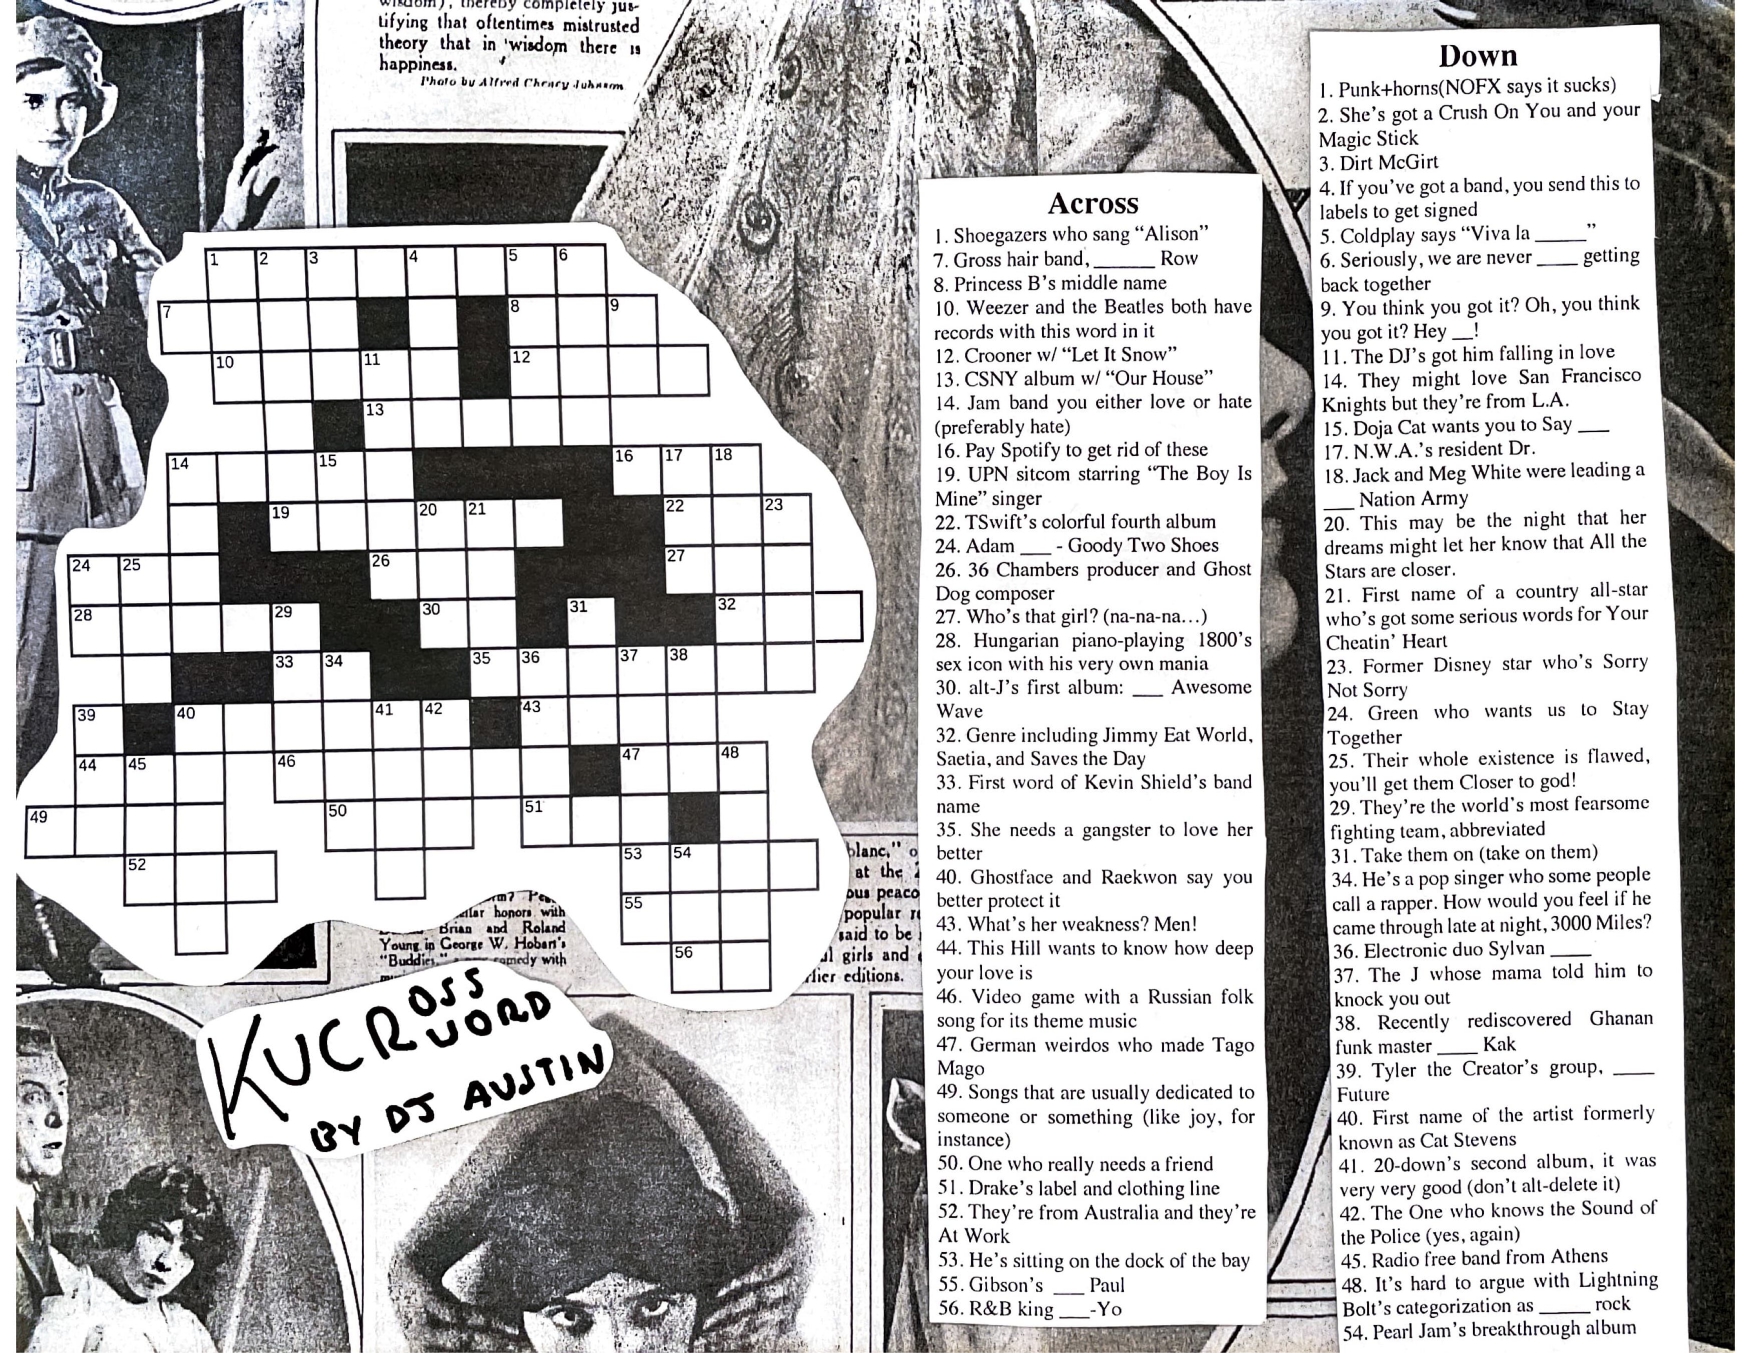 wisdom), thereby completely jus-
tifying that oftentimes mistrusted
theory that in 'wisdom there is
happiness.
Photo by Alfred Cheney Johnson
1 2 3 4 5 6
7 8 9
10 11 12
13
14 15 16 17 18
19 20 21 22 23
24 25 26 27
28 29 30 31 32
33 34 35 36 37 38
39 40 41 42 43
44 45 46 47 48
49 50 51
52 53 54
55
56
blanc," o
at the 2
ous peaco
popular re
said to be
girls and
lier editions.
ilar honors with
Brian and Roland
Young in George W. Hobart's
"Buddies,"
omedy with
KUCROSS
WORD
BY DJ AUSTIN
Across
1. Shoegazers who sang “Alison”
7. Gross hair band, ______ Row
8. Princess B’s middle name
10. Weezer and the Beatles both have
records with this word in it
12. Crooner w/ “Let It Snow”
13. CSNY album w/ “Our House”
14. Jam band you either love or hate
(preferably hate)
16. Pay Spotify to get rid of these
19. UPN sitcom starring “The Boy Is
Mine” singer
22. TSwift’s colorful fourth album
24. Adam ___ - Goody Two Shoes
26. 36 Chambers producer and Ghost
Dog composer
27. Who’s that girl? (na-na-na…)
28. Hungarian piano-playing 1800’s
sex icon with his very own mania
30. alt-J’s first album: ___ Awesome
Wave
32. Genre including Jimmy Eat World,
Saetia, and Saves the Day
33. First word of Kevin Shield’s band
name
35. She needs a gangster to love her
better
40. Ghostface and Raekwon say you
better protect it
43. What’s her weakness? Men!
44. This Hill wants to know how deep
your love is
46. Video game with a Russian folk
song for its theme music
47. German weirdos who made Tago
Mago
49. Songs that are usually dedicated to
someone or something (like joy, for
instance)
50. One who really needs a friend
51. Drake’s label and clothing line
52. They’re from Australia and they’re
At Work
53. He’s sitting on the dock of the bay
55. Gibson’s ___ Paul
56. R&B king ___-Yo
Down
1. Punk+horns(NOFX says it sucks)
2. She’s got a Crush On You and your
Magic Stick
3. Dirt McGirt
4. If you’ve got a band, you send this to
labels to get signed
5. Coldplay says “Viva la _____”
6. Seriously, we are never ____ getting
back together
9. You think you got it? Oh, you think
you got it? Hey __!
11. The DJ’s got him falling in love
14. They might love San Francisco
Knights but they’re from L.A.
15. Doja Cat wants you to Say ___
17. N.W.A.’s resident Dr.
18. Jack and Meg White were leading a
___ Nation Army
20. This may be the night that her
dreams might let her know that All the
Stars are closer.
21. First name of a country all-star
who’s got some serious words for Your
Cheatin’ Heart
23. Former Disney star who’s Sorry
Not Sorry
24. Green who wants us to Stay
Together
25. Their whole existence is flawed,
you’ll get them Closer to god!
29. They’re the world’s most fearsome
fighting team, abbreviated
31. Take them on (take on them)
34. He’s a pop singer who some people
call a rapper. How would you feel if he
came through late at night, 3000 Miles?
36. Electronic duo Sylvan ____
37. The J whose mama told him to
knock you out
38. Recently rediscovered Ghanan
funk master ____ Kak
39. Tyler the Creator’s group, ____
Future
40. First name of the artist formerly
known as Cat Stevens
41. 20-down’s second album, it was
very very good (don’t alt-delete it)
42. The One who knows the Sound of
the Police (yes, again)
45. Radio free band from Athens
48. It’s hard to argue with Lightning
Bolt’s categorization as _____ rock
54. Pearl Jam’s breakthrough album